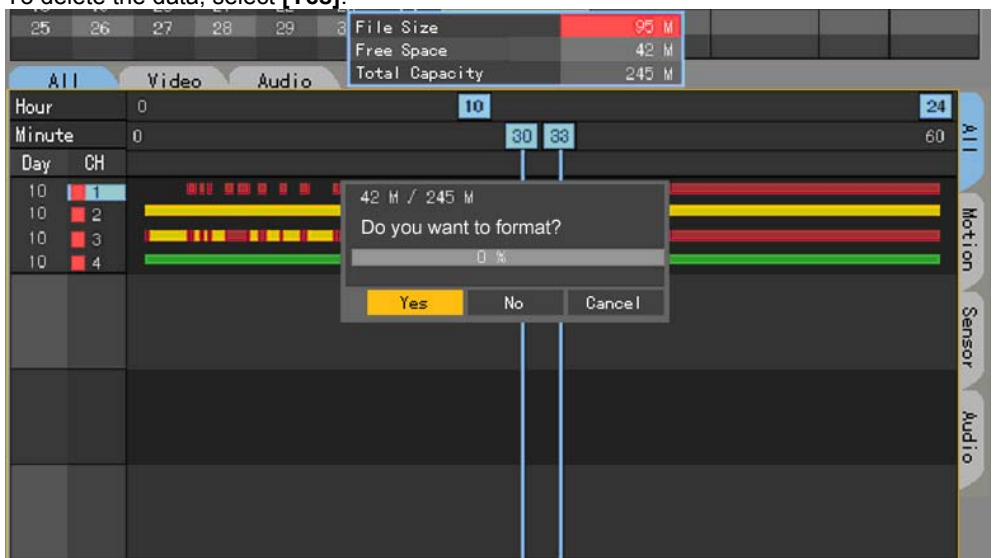 To delete the data, select [Yes].
25 26 27 28 29 3
File Size 95 M
Free Space 42 M
Total Capacity 245 M
All Video Audio
Hour 0 10 24
Minute 0 30 33 60
Day CH
10 1
10 2
10 3
10 4
42 M / 245 M
Do you want to format?
0 %
Yes No Cancel
All
Motion
Sensor
Audio